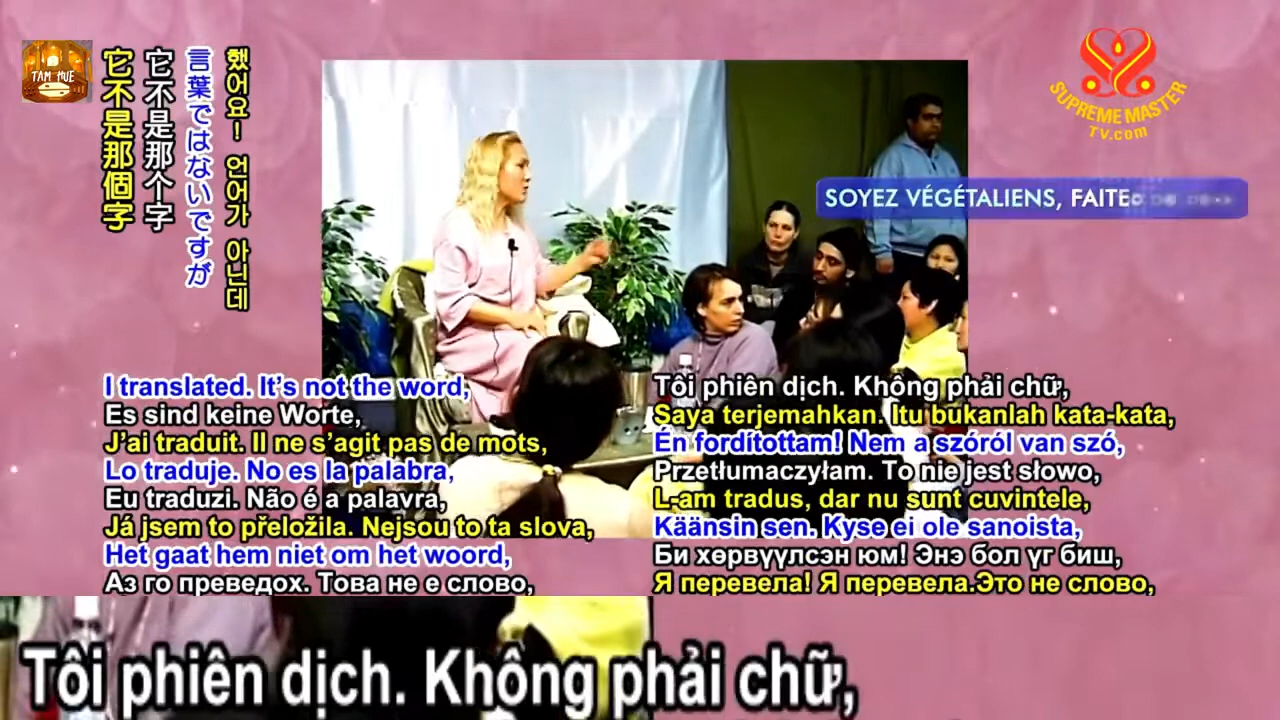 TAM HUE
했어요! 언어가 아닌데
言葉ではないですが
它不是那个字
它不是那個字
SUPREME MASTER
TV.com
SOYEZ VÉGÉTALIENS, FAITE
I translated. It's not the word,
Es sind keine Worte,
J'ai traduit. Il ne s'agit pas de mots,
Lo traduje. No es la palabra,
Eu traduzi. Não é a palavra,
Já jsem to přeložila. Nejsou to ta slova,
Het gaat hem niet om het woord,
Аз го преведох. Това не е слово,
Tôi phiên dịch. Không phải chữ,
Saya terjemahkan. Itu bukanlah kata-kata,
Én fordítottam! Nem a szóról van szó,
Przetłumaczyłam. To nie jest słowo,
L-am tradus, dar nu sunt cuvintele,
Käänsin sen. Kyse ei ole sanoista,
Би хөрвүүлсэн юм! Энэ бол үг биш,
Я перевела! Я перевела.Это не слово,
Tôi phiên dịch. Không phải chữ,